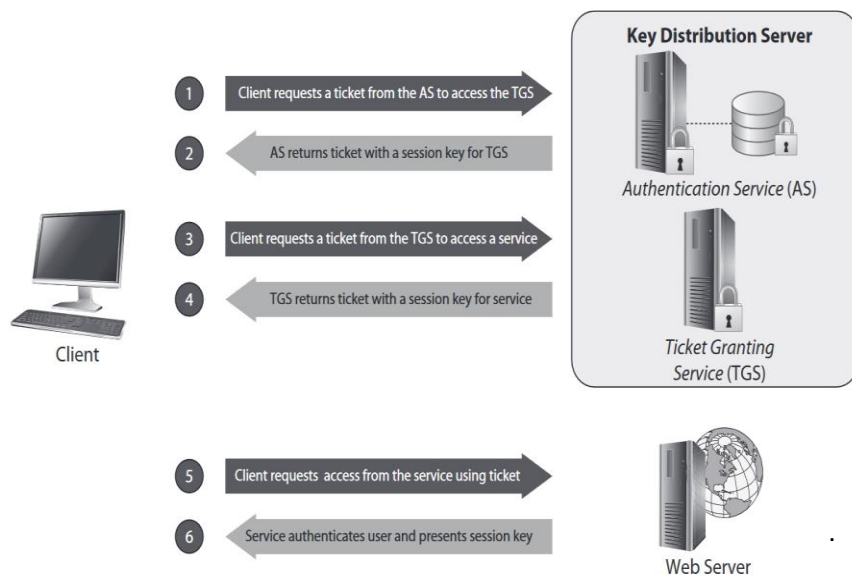 Key Distribution Server
1 Client requests a ticket from the AS to access the TGS
2 AS returns ticket with a session key for TGS
Authentication Service (AS)
3 Client requests a ticket from the TGS to access a service
4 TGS returns ticket with a session key for service
Client
Ticket Granting
Service (TGS)
5 Client requests access from the service using ticket
6 Service authenticates user and presents session key
.
Web Server